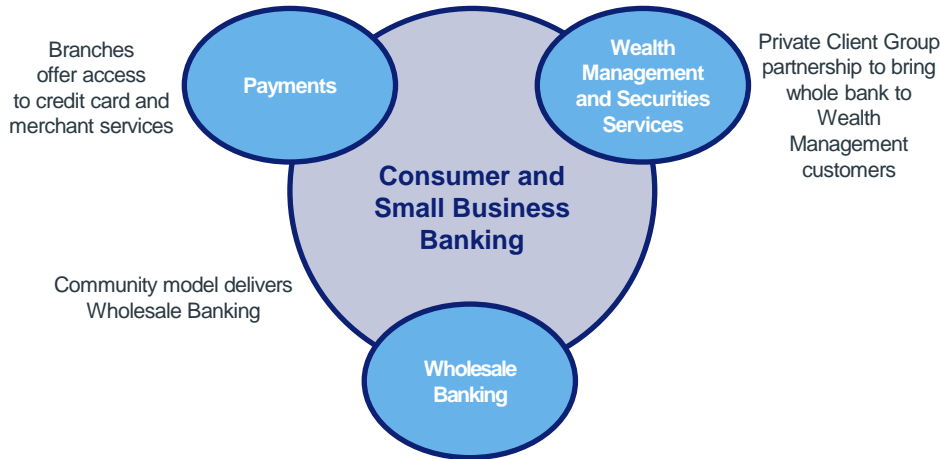 Branches
offer access
to credit card and
merchant services
Payments
Wealth
Management
and Securities
Services
Private Client Group
partnership to bring
whole bank to
Wealth
Management
customers
Consumer and
Small Business
Banking
Community model delivers
Wholesale Banking
Wholesale
Banking